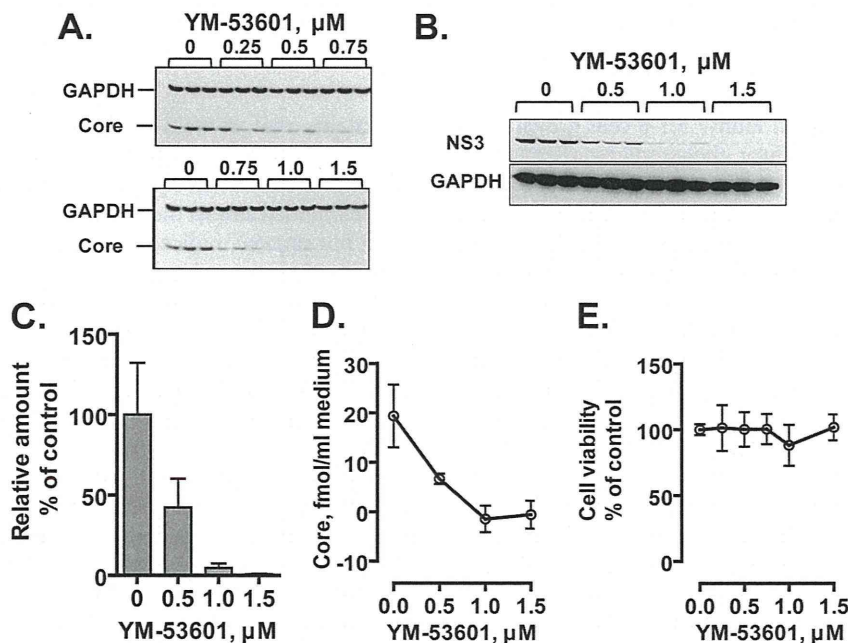 A.
YM-53601, µM
0 0.25 0.5 0.75
GAPDH
Core
0 0.75 1.0 1.5
GAPDH
Core
B.
YM-53601, µM
0 0.5 1.0 1.5
NS3
GAPDH
C.
Relative amount
% of control
150
100
50
0
0 0.5 1.0 1.5
YM-53601, µM
D.
Core, fmol/ml medium
30
20
10
0
-10
0.0 0.5 1.0 1.5
YM-53601, µM
E.
Cell viability
% of control
150
100
50
0
0.0 0.5 1.0 1.5
YM-53601, µM